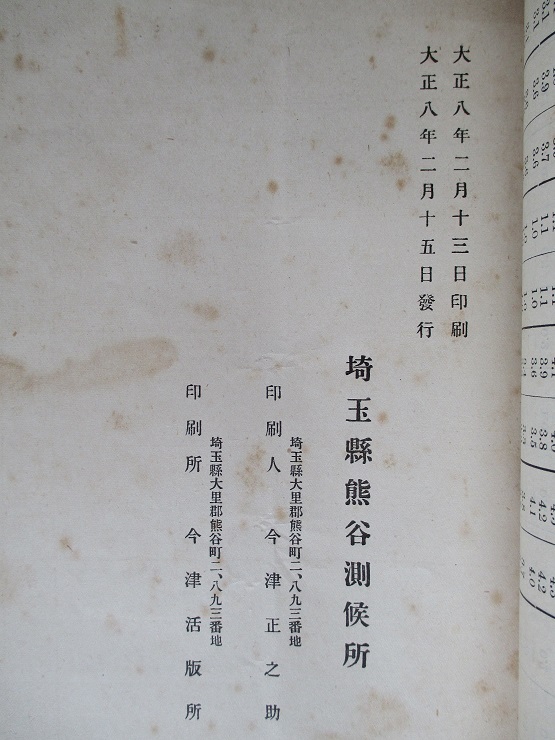 大正八年二月十三日印刷
大正八年二月十五日發行
埼玉縣熊谷測候所
埼玉縣大里郡熊谷町二、八九三番地
印刷人 今津正之助
埼玉縣大里郡熊谷町二、八九三番地
印刷所 今津活版所